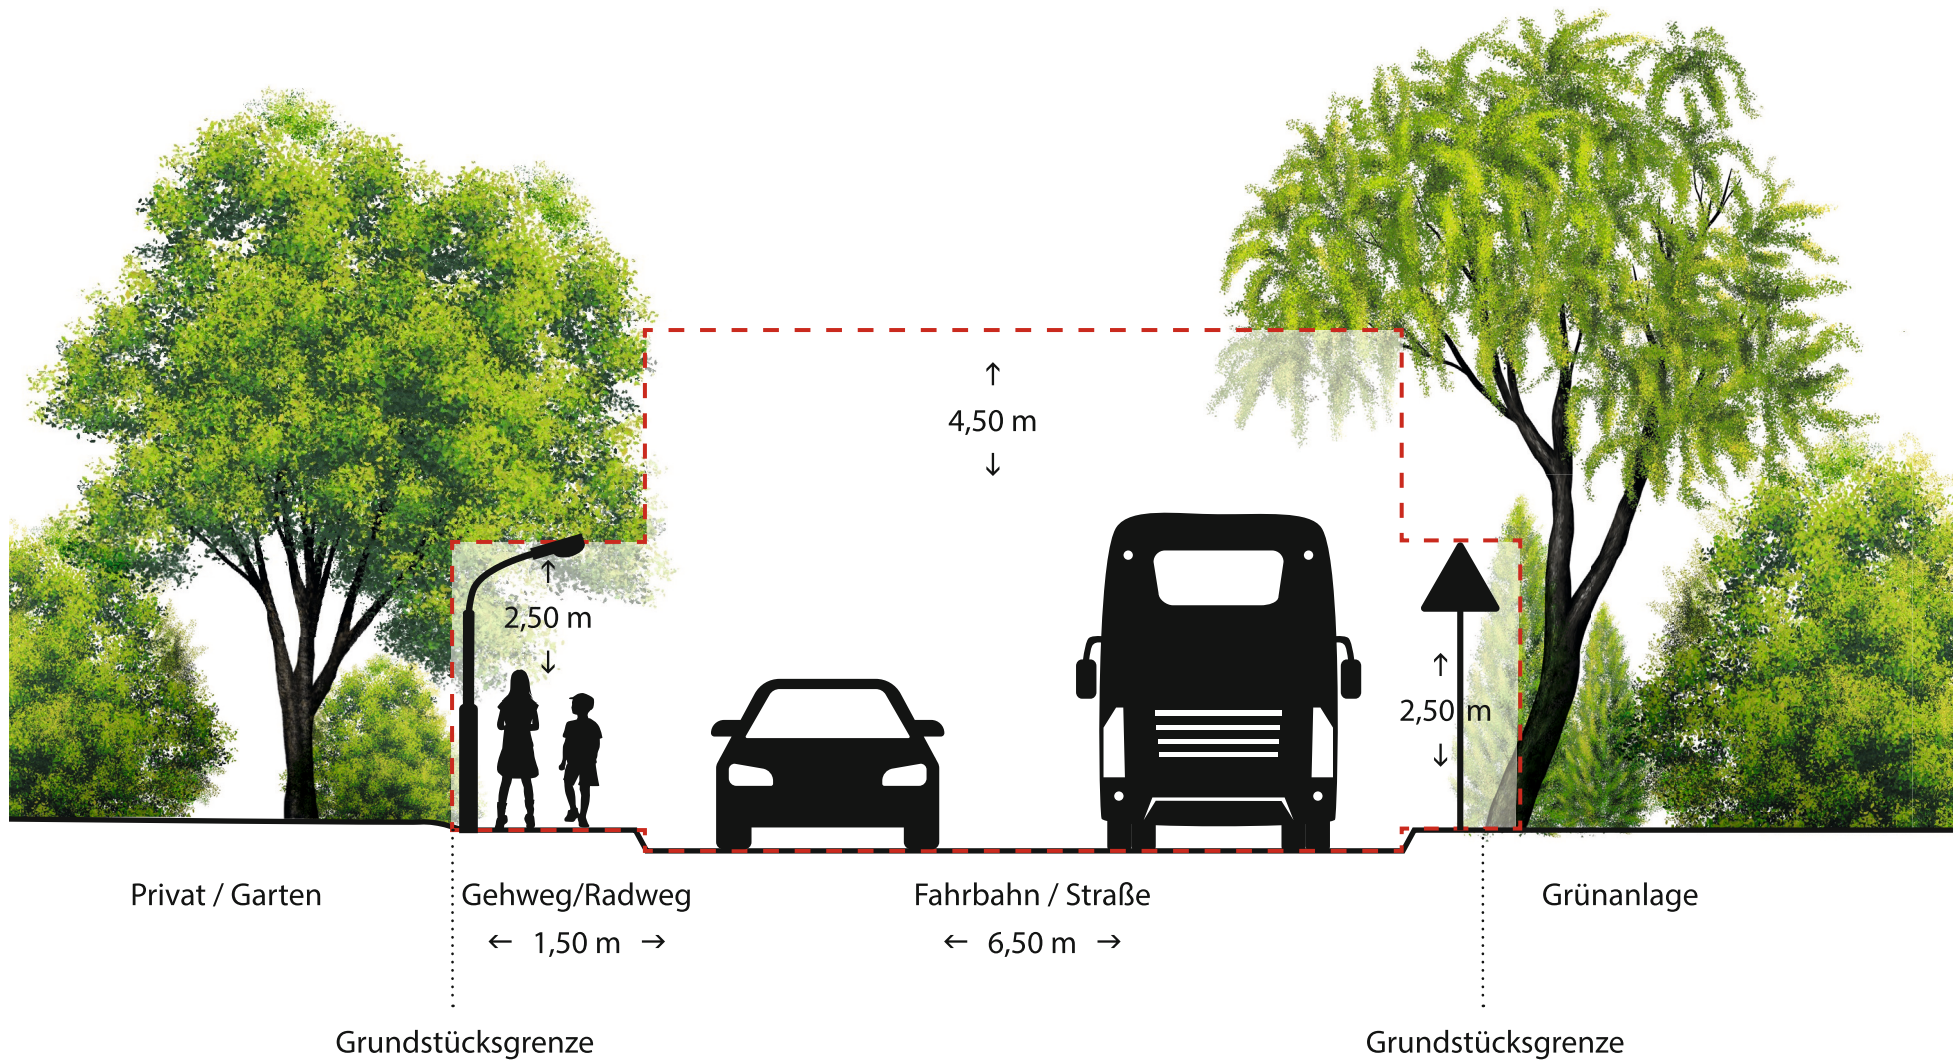 4,50 m
2,50 m
2,50 m
Privat / Garten
Gehweg/Radweg
Fahrbahn / Straße
Grünanlage
← 1,50 m →
← 6,50 m →
Grundstücksgrenze
Grundstücksgrenze